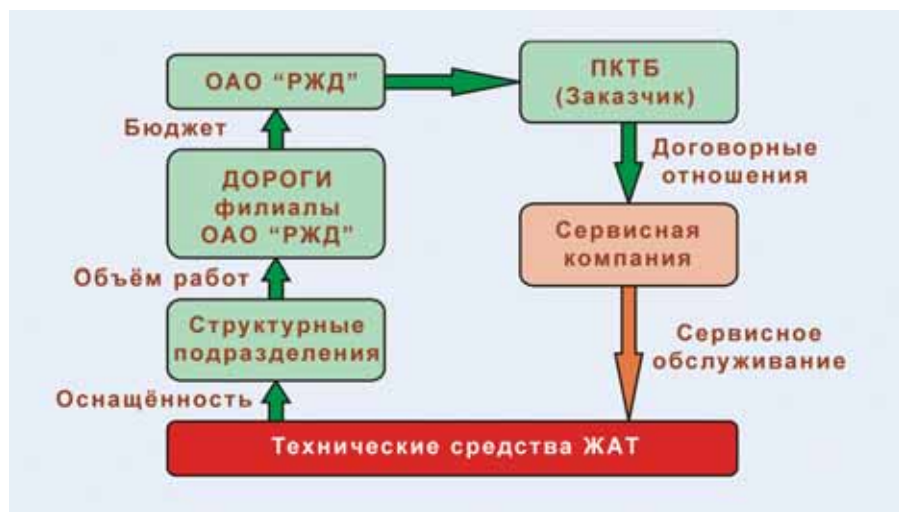 ОАО “РЖД”
ПКТБ
(Заказчик)
Бюджет
Договорные
отношения
ДОРОГИ
филиалы
ОАО “РЖД”
Сервисная
компания
Объём работ
Структурные
подразделения
Сервисное
обслуживание
Оснащённость
Технические средства ЖАТ